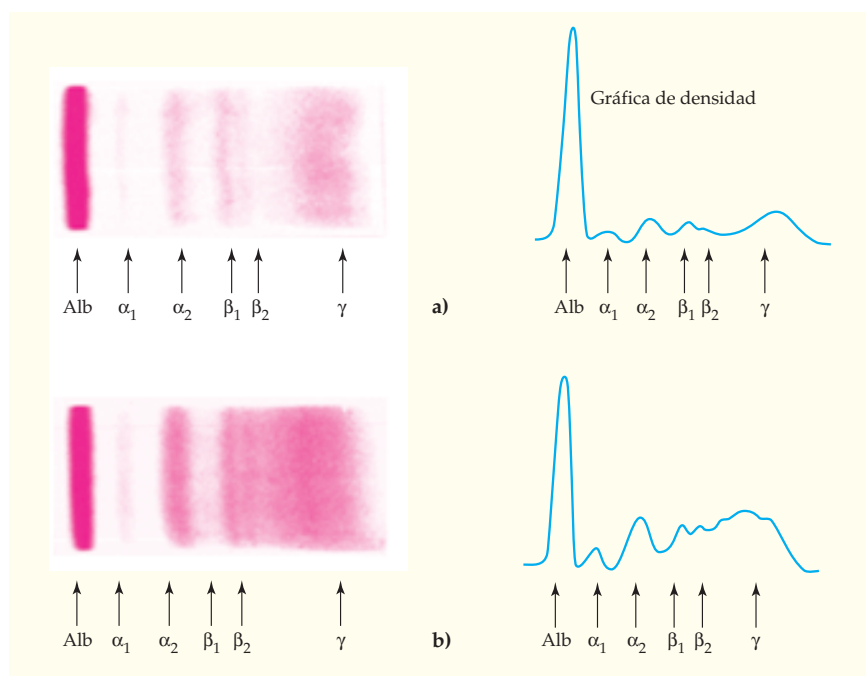 Gráfica de densidad
Alb α₁ α₂ β₁ β₂ γ a) Alb α₁ α₂ β₁ β₂ γ
Alb α₁ α₂ β₁ β₂ γ b) Alb α₁ α₂ β₁ β₂ γ